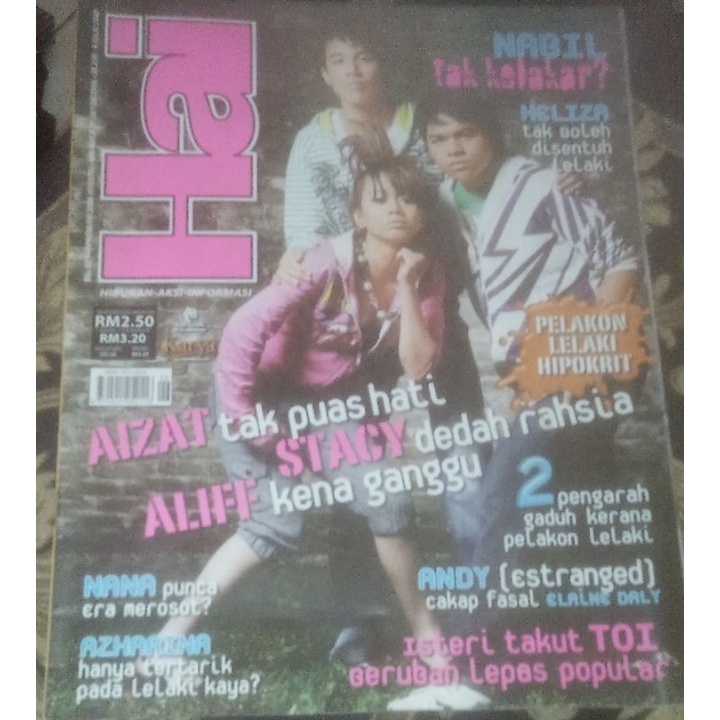 Hai
HIBURAN-AKSI-INFORMASI
NABIL
Tak kelakar?
HELIZA
tak boleh
disentuh
lelaki
RM2.50
RM3.20
Karya
PELAKON
LELAKI
HIPOKRIT
AIZAT tak puas hati
STACY dedah rahsia
ALIFF kena ganggu
2 pengarah
gaduh kerana
pelakon lelaki
NANA punca
era merosot?
ANDY (estranged)
cakap fasal ELAINE DALY
AZHARINA
hanya tertarik
pada lelaki kaya?
Isteri takut TOI
berubah lepas popular